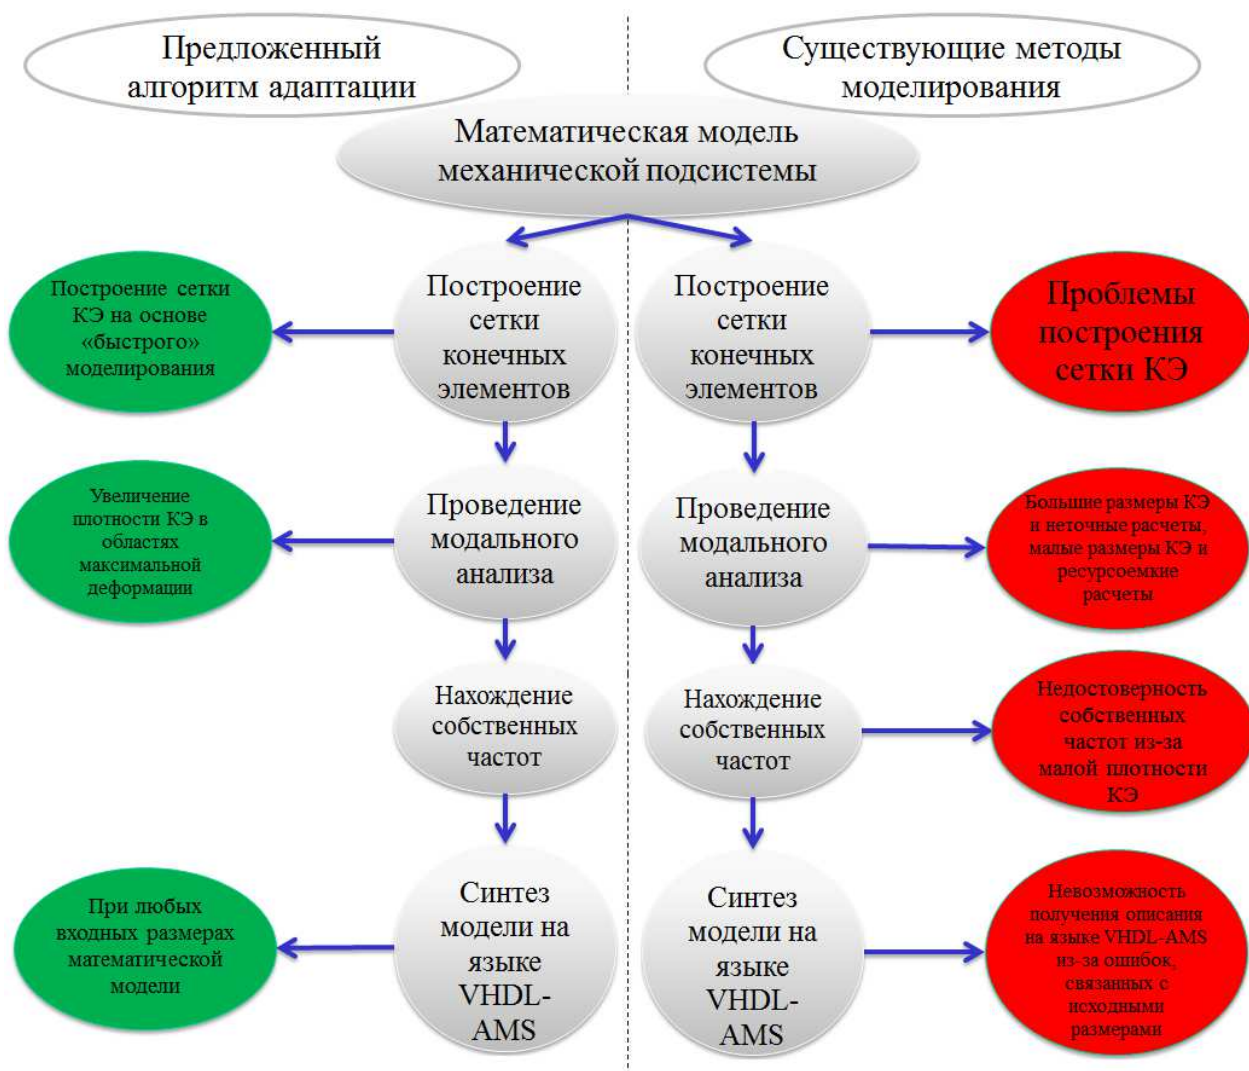 Предложенный
алгоритм адаптации
Существующие методы
моделирования
Математическая модель
механической подсистемы
Построение сетки
КЭ на основе
«быстрого»
моделирования
Построение
сетки
конечных
элементов
Построение
сетки
конечных
элементов
Проблемы
построения
сетки КЭ
Увеличение
плотности КЭ в
областях
максимальной
деформации
Проведение
модального
анализа
Проведение
модального
анализа
Большие размеры КЭ
и неточные расчеты,
малые размеры КЭ и
ресурсоемкие
расчеты
Нахождение
собственных
частот
Нахождение
собственных
частот
Недостоверность
собственных
частот из-за
малой плотности
КЭ
При любых
входных размерах
математической
модели
Синтез
модели на
языке
VHDL-
AMS
Синтез
модели на
языке
VHDL-
AMS
Невозможность
получения описания
на языке VHDL-AMS
из-за ошибок,
связанных с
исходными
размерами